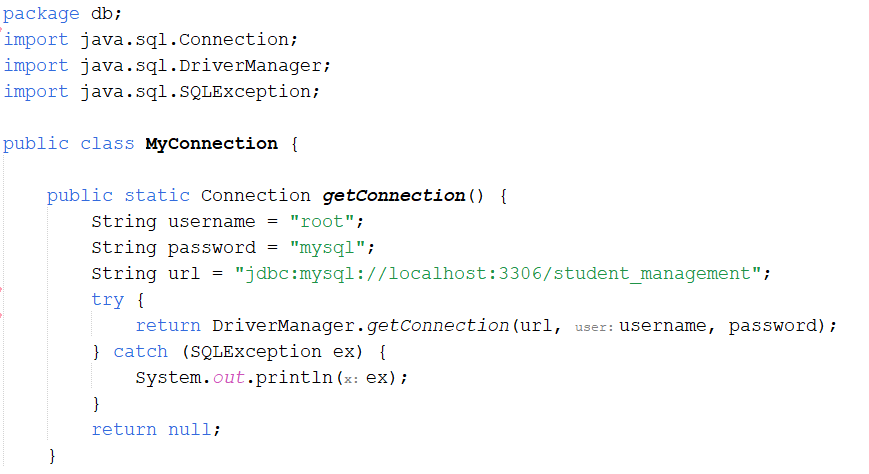 package db;
import java.sql.Connection;
import java.sql.DriverManager;
import java.sql.SQLException;

public class MyConnection {

    public static Connection getConnection() {
        String username = "root";
        String password = "mysql";
        String url = "jdbc:mysql://localhost:3306/student_management";
        try {
            return DriverManager.getConnection(url, user: username, password);
        } catch (SQLException ex) {
            System.out.println(x: ex);
        }
        return null;
    }